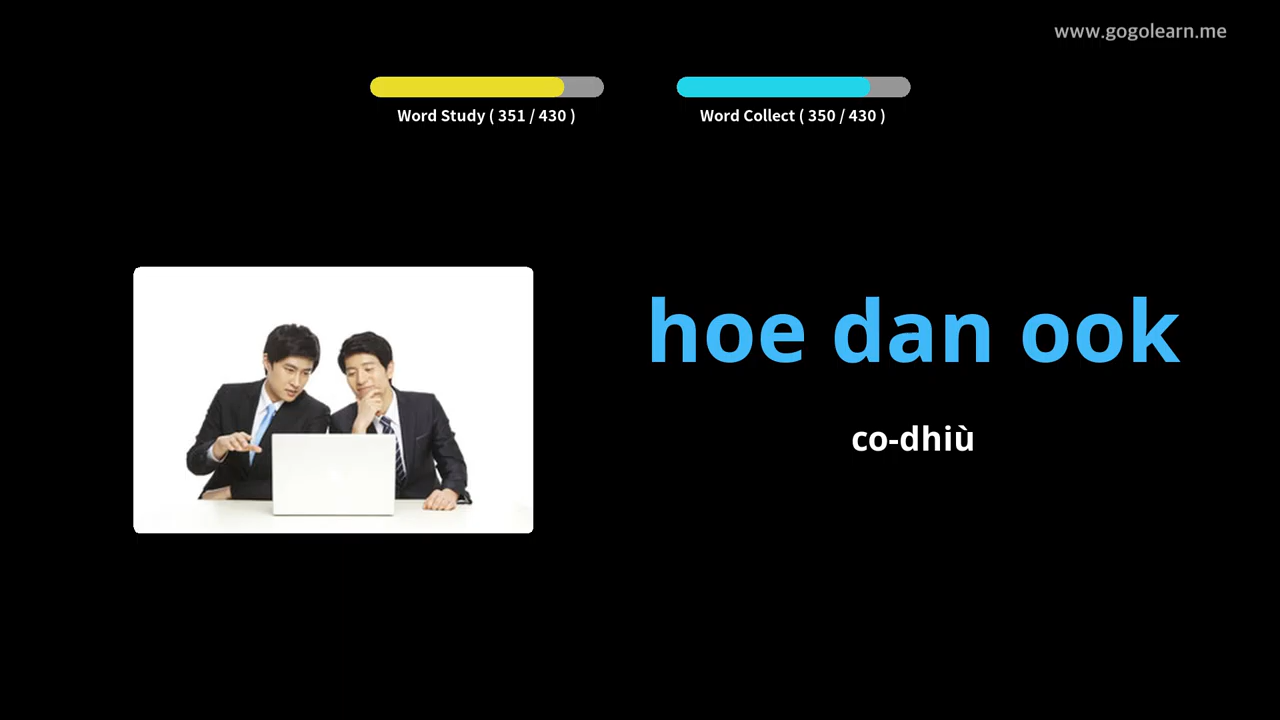 www.gogolearn.me
Word Study ( 351 / 430 )
Word Collect ( 350 / 430 )
hoe dan ook
co-dhiù